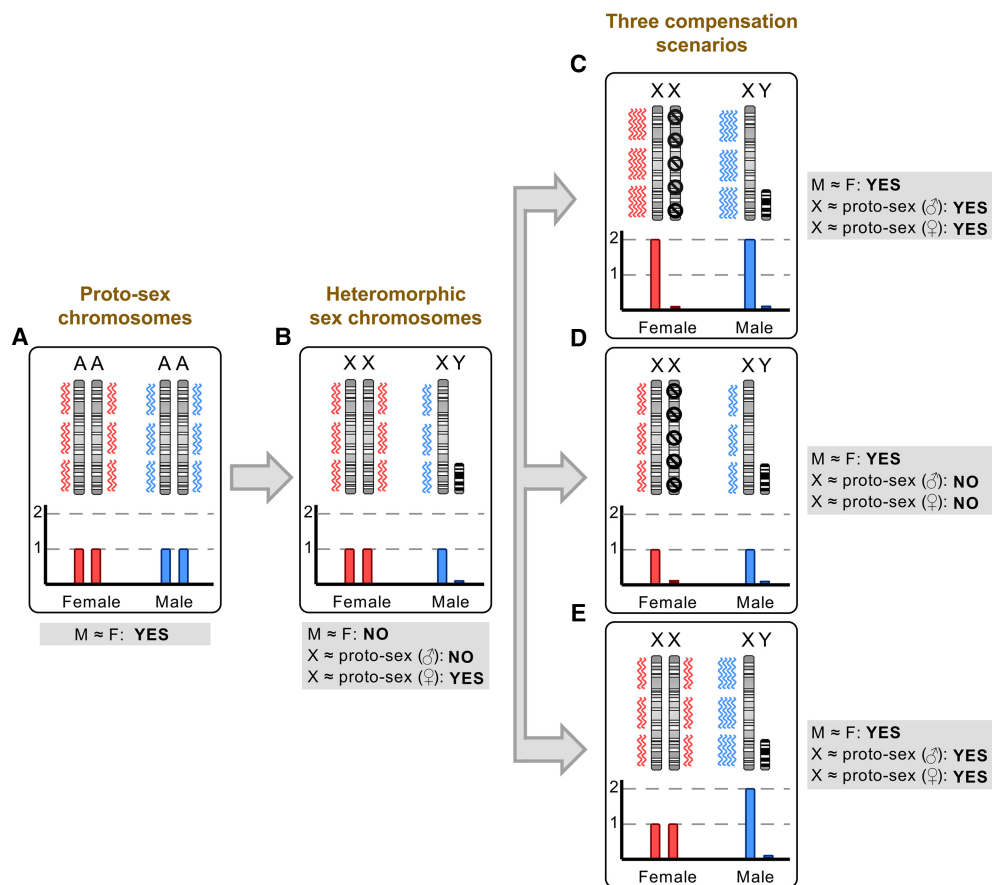 Three compensation
scenarios
C
X X X Y
2
1
Female Male
M ≈ F: YES
X ≈ proto-sex (♂): YES
X ≈ proto-sex (♀): YES
Proto-sex
chromosomes
A
A A A A
2
1
Female Male
M ≈ F: YES
Heteromorphic
sex chromosomes
B
X X X Y
2
1
Female Male
M ≈ F: NO
X ≈ proto-sex (♂): NO
X ≈ proto-sex (♀): YES
D
X X X Y
2
1
Female Male
M ≈ F: YES
X ≈ proto-sex (♂): NO
X ≈ proto-sex (♀): NO
E
X X X Y
2
1
Female Male
M ≈ F: YES
X ≈ proto-sex (♂): YES
X ≈ proto-sex (♀): YES